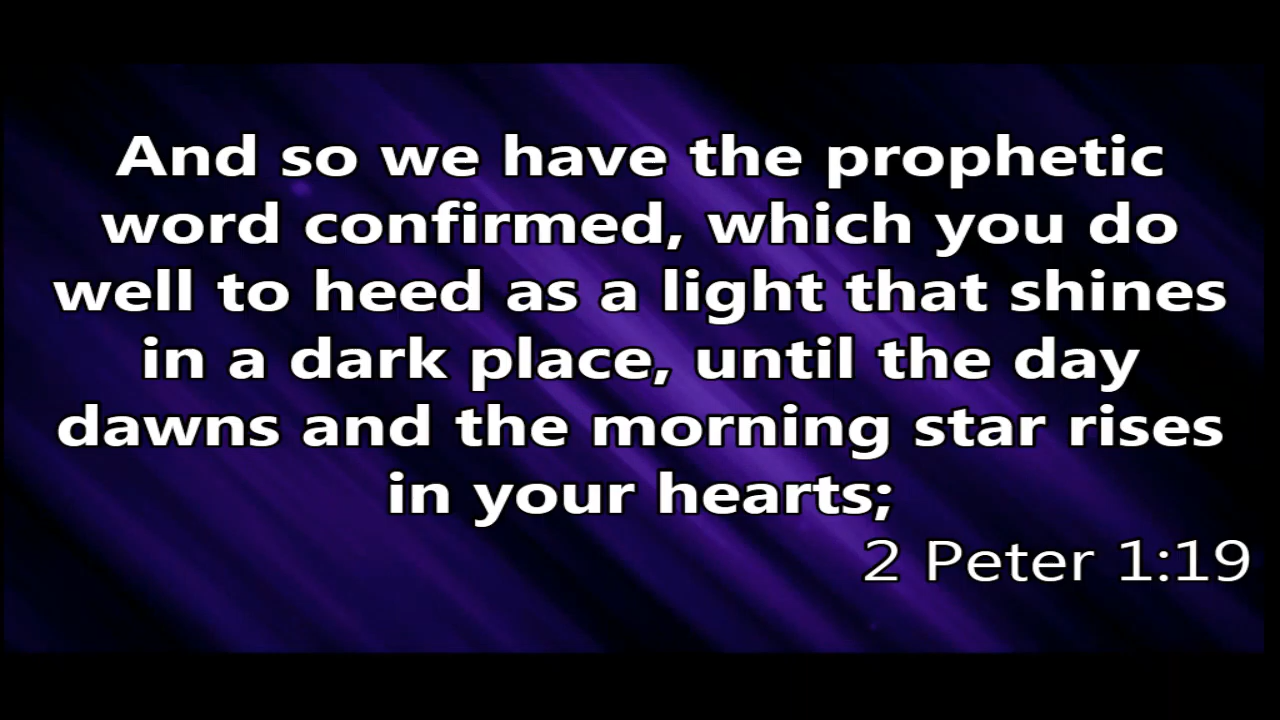 And so we have the prophetic
word confirmed, which you do
well to heed as a light that shines
in a dark place, until the day
dawns and the morning star rises
in your hearts;
2 Peter 1:19